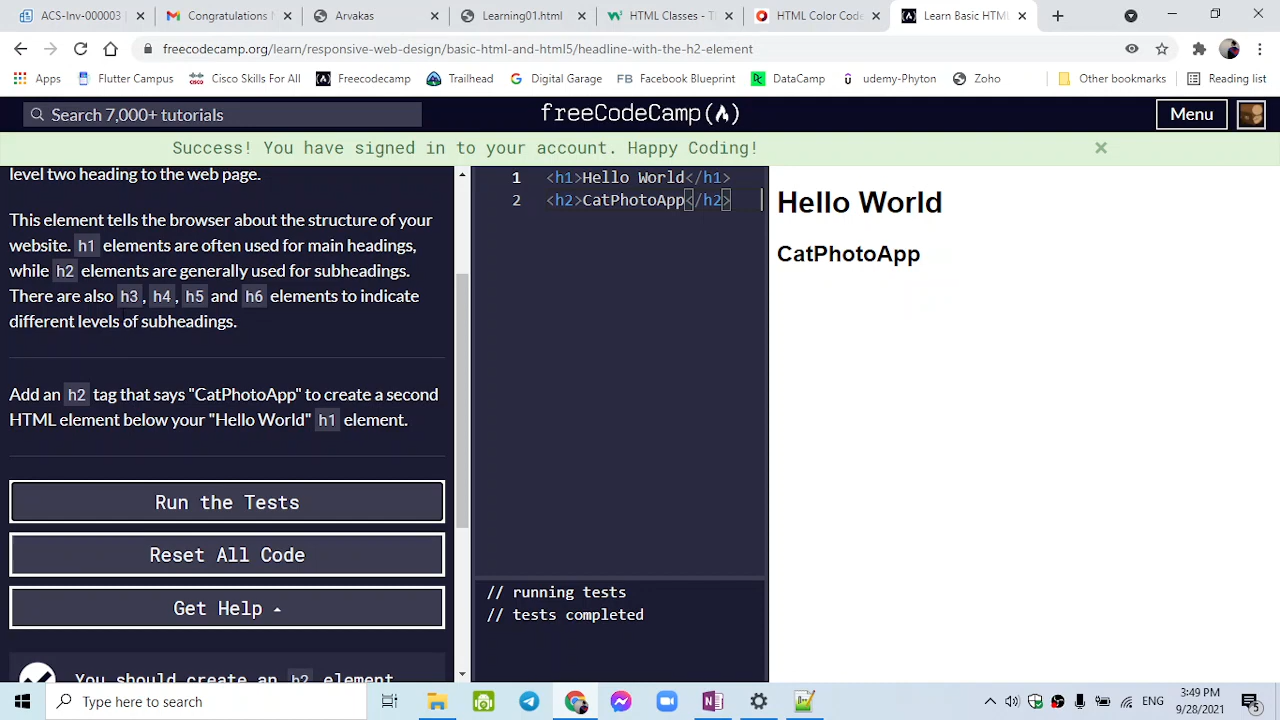 ACS|Inv-000003 |
Congratulations N
Arvakas
Learning01.html
HTML Classes - Th
HTML Color Code
Learn Basic HTML
freecodecamp.org/learn/responsive-web-design/basic-html-and-html5/headline-with-the-h2-element
Apps
Flutter Campus
Cisco Skills For All
Freecodecamp
Trailhead
Digital Garage
FB Facebook Blueprint
DataCamp
udemy-Phyton
Zoho
Other bookmarks
Reading list
Search 7,000+ tutorials
freeCodeCamp
Menu
Success! You have signed in to your account. Happy Coding!
level two heading to the web page.
This element tells the browser about the structure of your
website. h1 elements are often used for main headings,
while h2 elements are generally used for subheadings.
There are also h3, h4, h5 and h6 elements to indicate
different levels of subheadings.
Add an h2 tag that says "CatPhotoApp" to create a second
HTML element below your "Hello World" h1 element.
Run the Tests
Reset All Code
Get Help
You should create an h2 element
1 <h1>Hello World</h1>
2 <h2>CatPhotoApp</h2>
// running tests
// tests completed
Hello World
CatPhotoApp
Type here to search
ENG
3:49 PM
9/28/2021
5